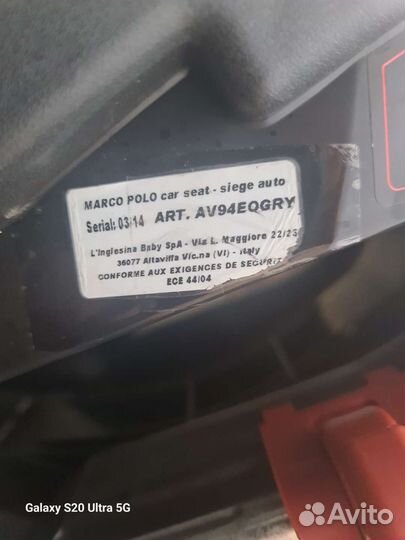 MARCO POLO car seat - siege auto
Serial: 03/14 ART. AV94EQGRY
L'Inglesina Baby SpA - Via L. Maggiore 22/23
36077 Altavilla Vic.na (VI) - Italy
CONFORME AUX EXIGENCES DE SECURIT
ECE 44/04
Galaxy S20 Ultra 5G
Avito